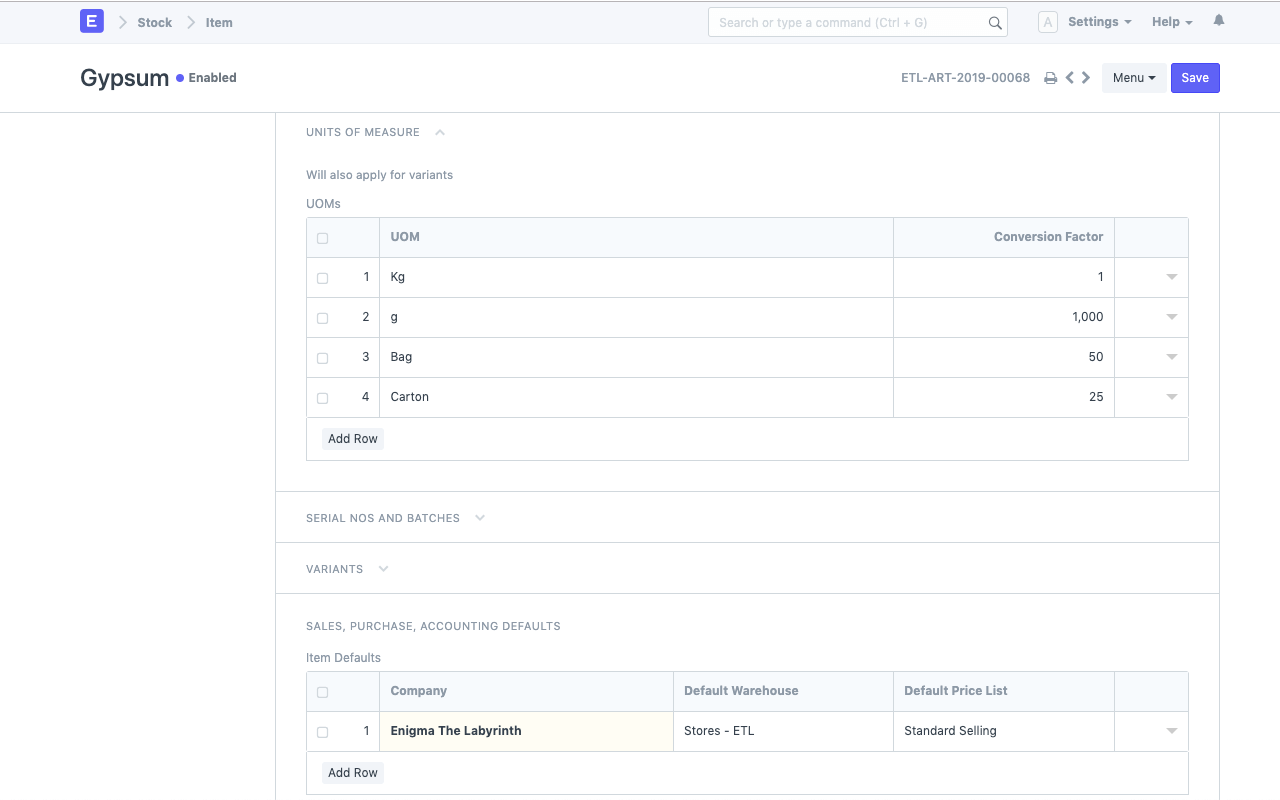 E Stock Item Search or type a command (Ctrl + G) A Settings Help
Gypsum Enabled ETL-ART-2019-00068 Menu Save
UNITS OF MEASURE
Will also apply for variants
UOMs
UOM Conversion Factor
1 Kg 1
2 g 1,000
3 Bag 50
4 Carton 25
Add Row
SERIAL NOS AND BATCHES
VARIANTS
SALES, PURCHASE, ACCOUNTING DEFAULTS
Item Defaults
Company Default Warehouse Default Price List
1 Enigma The Labyrinth Stores - ETL Standard Selling
Add Row